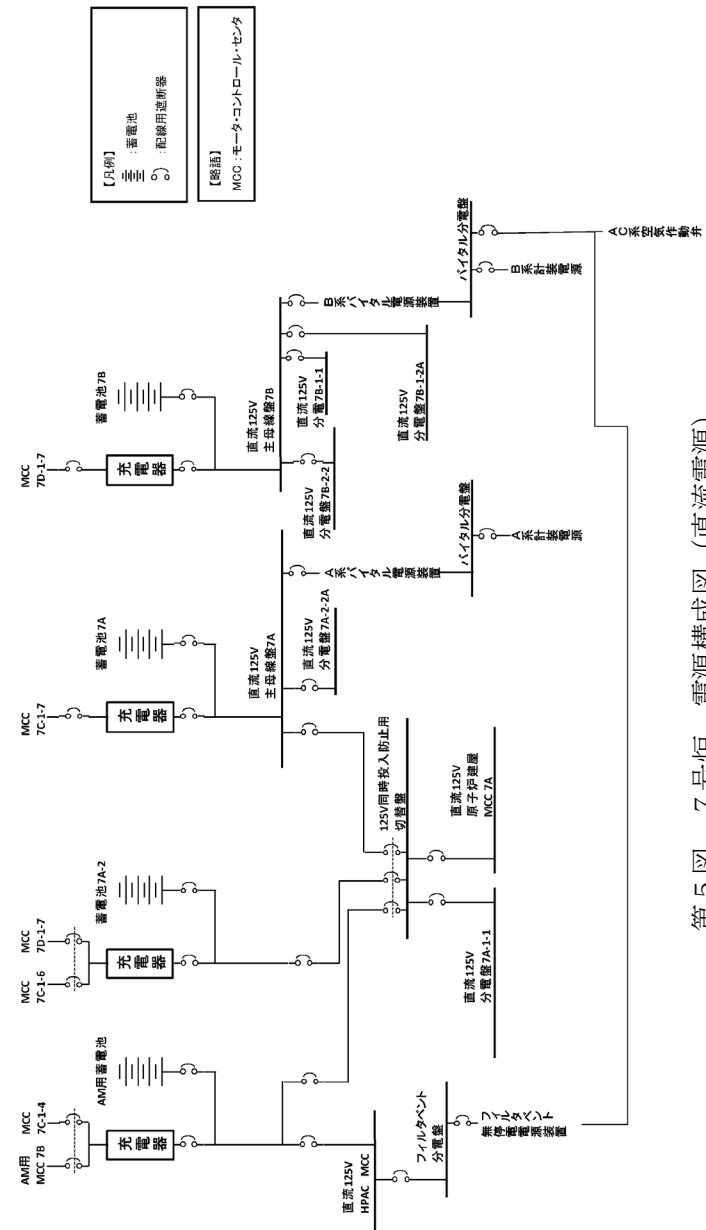 【凡例】
：蓄電池
：配線用遮断器
【略語】
MCC：モータ・コントロール・センタ
AM用
MCC 7B
MCC
7C-1-4
充電器
AM用蓄電池
直流125V
HPAC MCC
フィルタベント
分電盤
フィルタベント
無停電電源装置
MCC
7C-1-6
MCC
7D-1-7
充電器
蓄電池7A-2
125V同時投入防止用
切替盤
直流125V
分電盤7A-1-1
直流125V
原子炉建屋
MCC 7A
MCC
7C-1-7
充電器
蓄電池7A
直流125V
主母線盤7A
直流125V
分電盤7A-2-2A
A系バイタル電源装置
バイタル分電盤
A系計装電源
MCC
7D-1-7
充電器
蓄電池7B
直流125V
主母線盤7B
直流125V
分電盤7B-2-2
直流125V
分電7B-1-1
直流125V
分電盤7B-1-2A
B系バイタル電源装置
バイタル分電盤
B系計装電源
AC系空気作動弁
第5図 7号炉 電源構成図（直流電源）